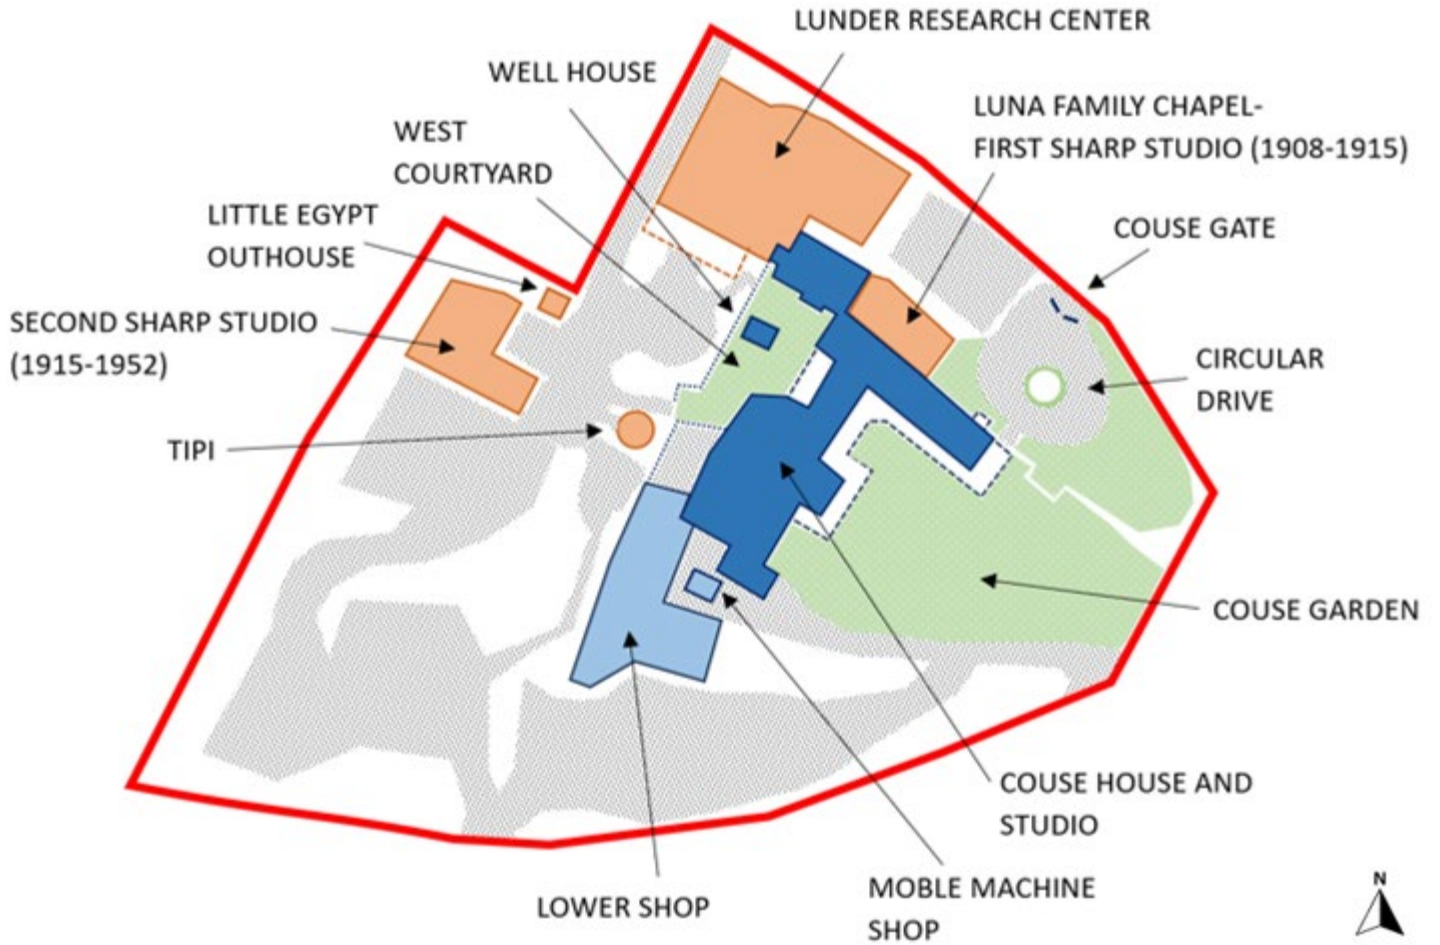 LUNDER RESEARCH CENTER
WELL HOUSE
LUNA FAMILY CHAPEL-
FIRST SHARP STUDIO (1908-1915)
WEST
COURTYARD
LITTLE EGYPT
OUTHOUSE
COUSE GATE
SECOND SHARP STUDIO
(1915-1952)
CIRCULAR
DRIVE
TIPI
COUSE GARDEN
COUSE HOUSE AND
STUDIO
MOBLE MACHINE
SHOP
LOWER SHOP
N